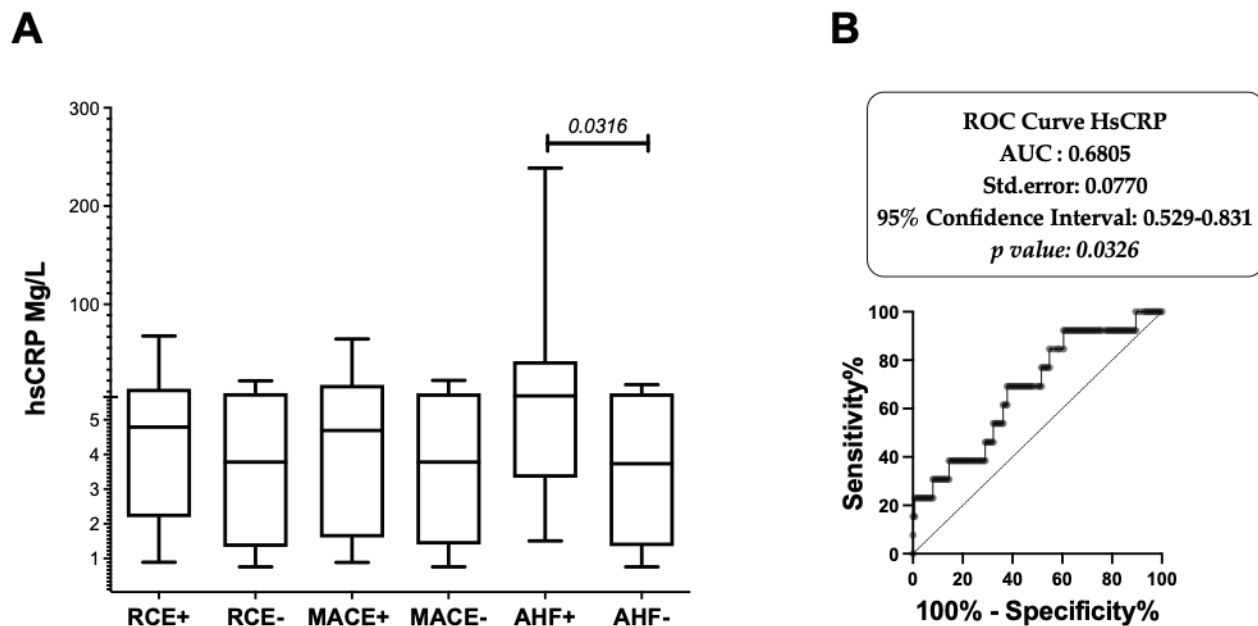 A
hsCRP Mg/L
300
200
100
5
4
3
2
1
0.0316
RCE+ RCE- MACE+ MACE- AHF+ AHF-
B
ROC Curve HsCRP
AUC : 0.6805
Std.error: 0.0770
95% Confidence Interval: 0.529-0.831
p value: 0.0326
Sensitivity%
100
80
60
40
20
0
0 20 40 60 80 100
100% - Specificity%